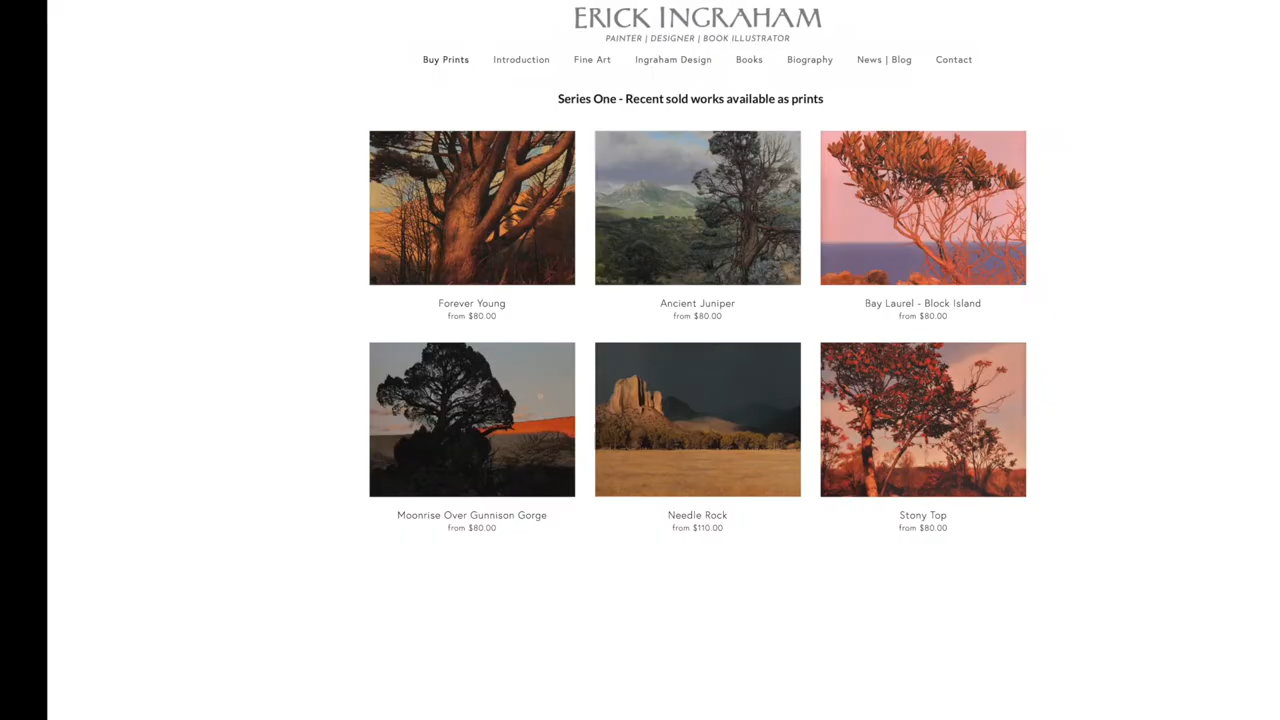 ERICK INGRAHAM
PAINTER | DESIGNER | BOOK ILLUSTRATOR
Buy Prints Introduction Fine Art Ingraham Design Books Biography News | Blog Contact
Series One - Recent sold works available as prints
Forever Young Ancient Juniper Bay Laurel - Block Island
from $80.00 from $80.00 from $80.00
Moonrise Over Gunnison Gorge Needle Rock Stony Top
from $80.00 from $110.00 from $80.00